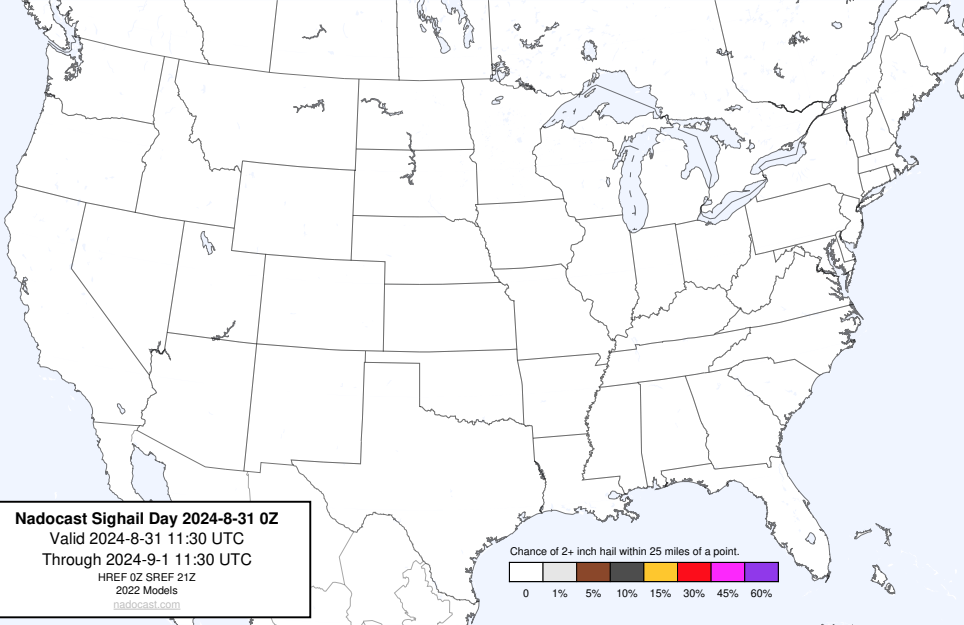 Nadocast Sighail Day 2024-8-31 0Z
Valid 2024-8-31 11:30 UTC
Through 2024-9-1 11:30 UTC
HREF 0Z SREF 21Z
2022 Models
nadocast.com
Chance of 2+ inch hail within 25 miles of a point.
0 1% 5% 10% 15% 30% 45% 60%